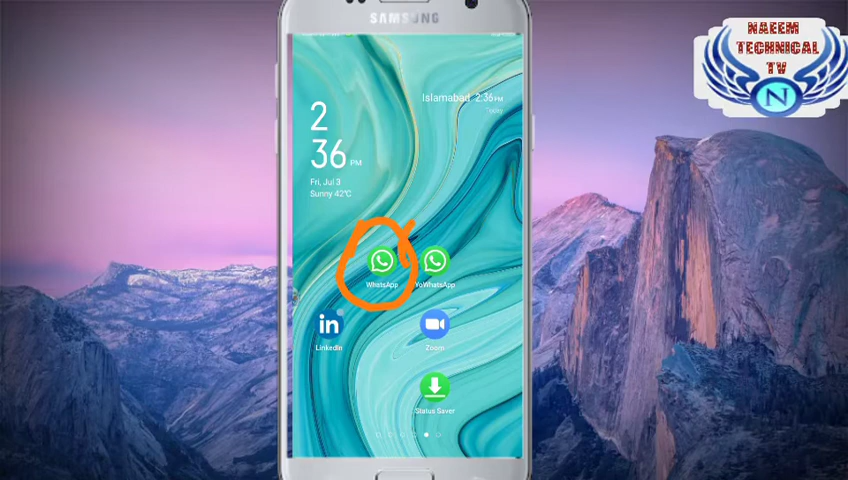 SAMSUNG
NAEEM
TECHNICAL
TV
N
Islamabad 2:36 PM
Today
2
36 PM
Fri, Jul 3
Sunny 42°C
WhatsApp
YoWhatsApp
in
LinkedIn
Zoom
Status Saver